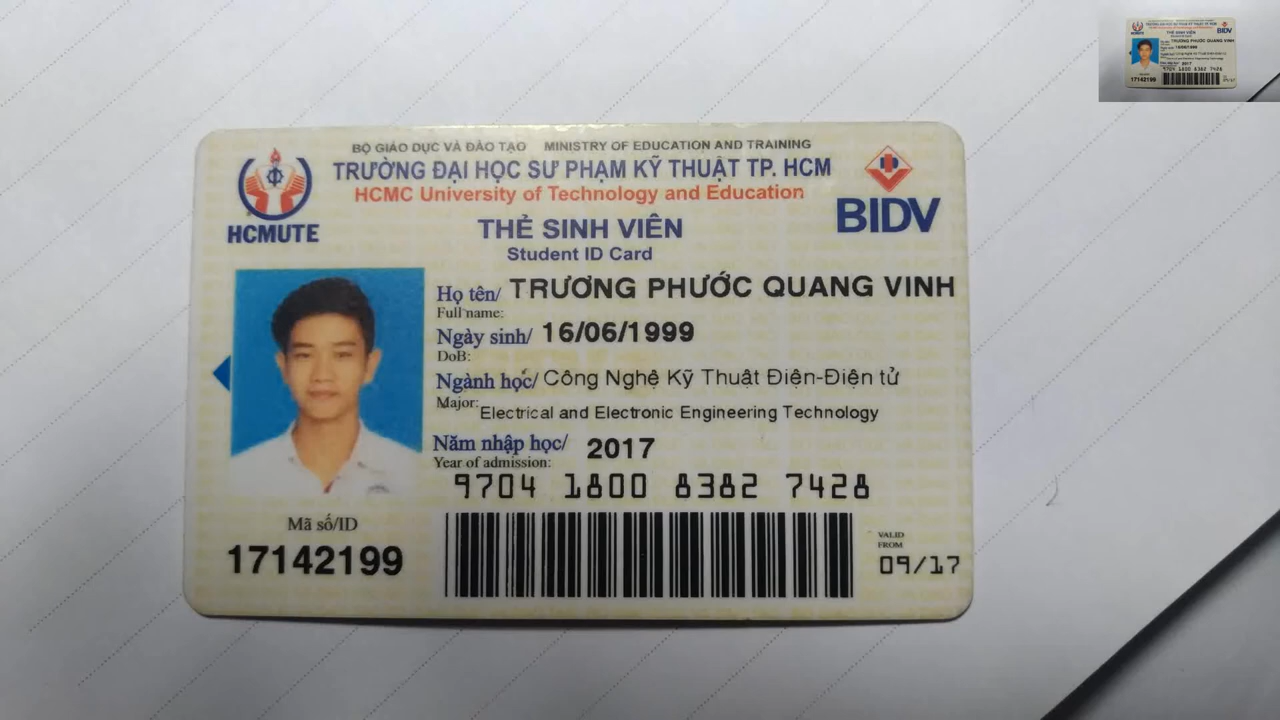 BỘ GIÁO DỤC VÀ ĐÀO TẠO MINISTRY OF EDUCATION AND TRAINING
TRƯỜNG ĐẠI HỌC SƯ PHẠM KỸ THUẬT TP. HCM
HCMC University of Technology and Education
HCMUTE
BIDV
THẺ SINH VIÊN
Student ID Card
Họ tên/ TRƯƠNG PHƯỚC QUANG VINH
Full name:
Ngày sinh/ 16/06/1999
DoB:
Ngành học/ Công Nghệ Kỹ Thuật Điện-Điện tử
Major: Electrical and Electronic Engineering Technology
Năm nhập học/ 2017
Year of admission:
9704 1800 8382 7428
Mã số/ID
17142199
VALID
FROM
09/17